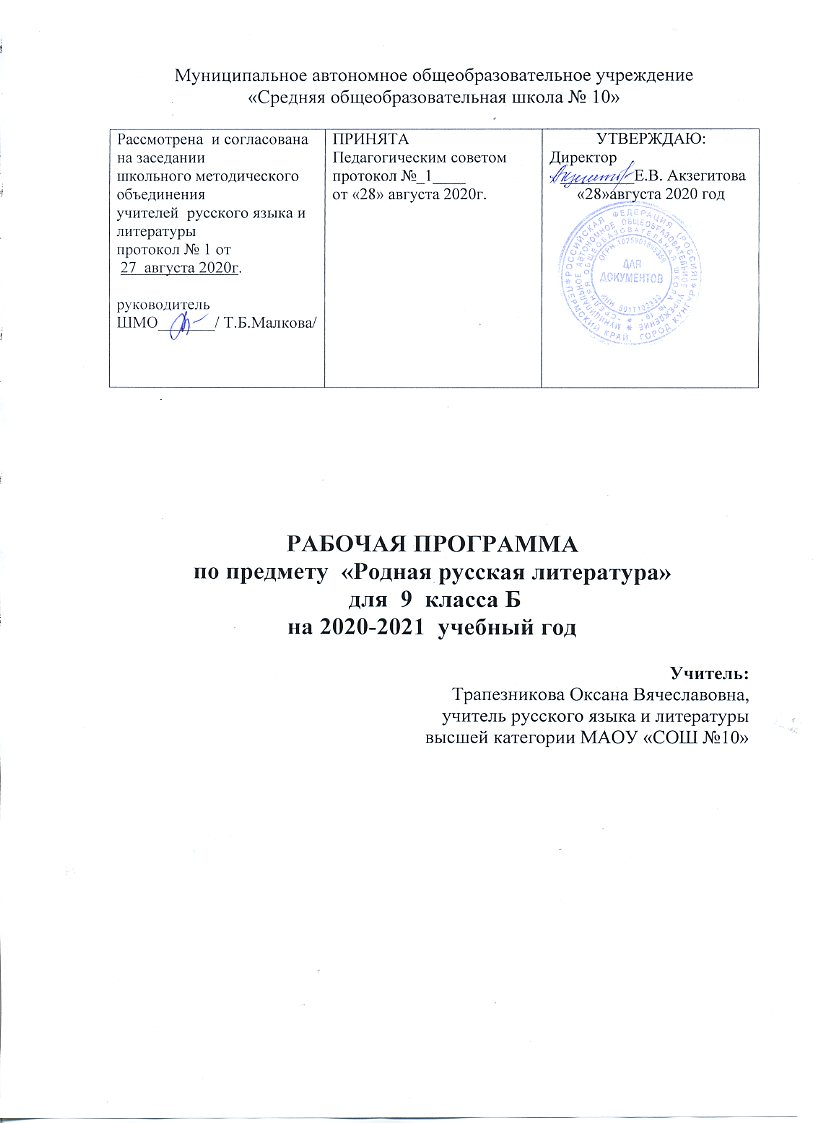 Муниципальное автономное общеобразовательное учреждение
«Средняя общеобразовательная школа № 10»
Рассмотрена и согласована
на заседании
школьного методического
объединения
учителей русского языка и
литературы
протокол № 1 от
27 августа 2020г.
руководитель
ШМО_______/ Т.Б.Малкова/
ПРИНЯТА
Педагогическим советом
протокол №_1____
от «28» августа 2020г.
УТВЕРЖДАЮ:
Директор
__________Е.В. Акзегитова
«28»августа 2020 год
ДЛЯ
ДОКУМЕНТОВ
РАБОЧАЯ ПРОГРАММА
по предмету «Родная русская литература»
для 9 класса Б
на 2020-2021 учебный год
Учитель:
Трапезникова Оксана Вячеславовна,
учитель русского языка и литературы
высшей категории МАОУ «СОШ №10»